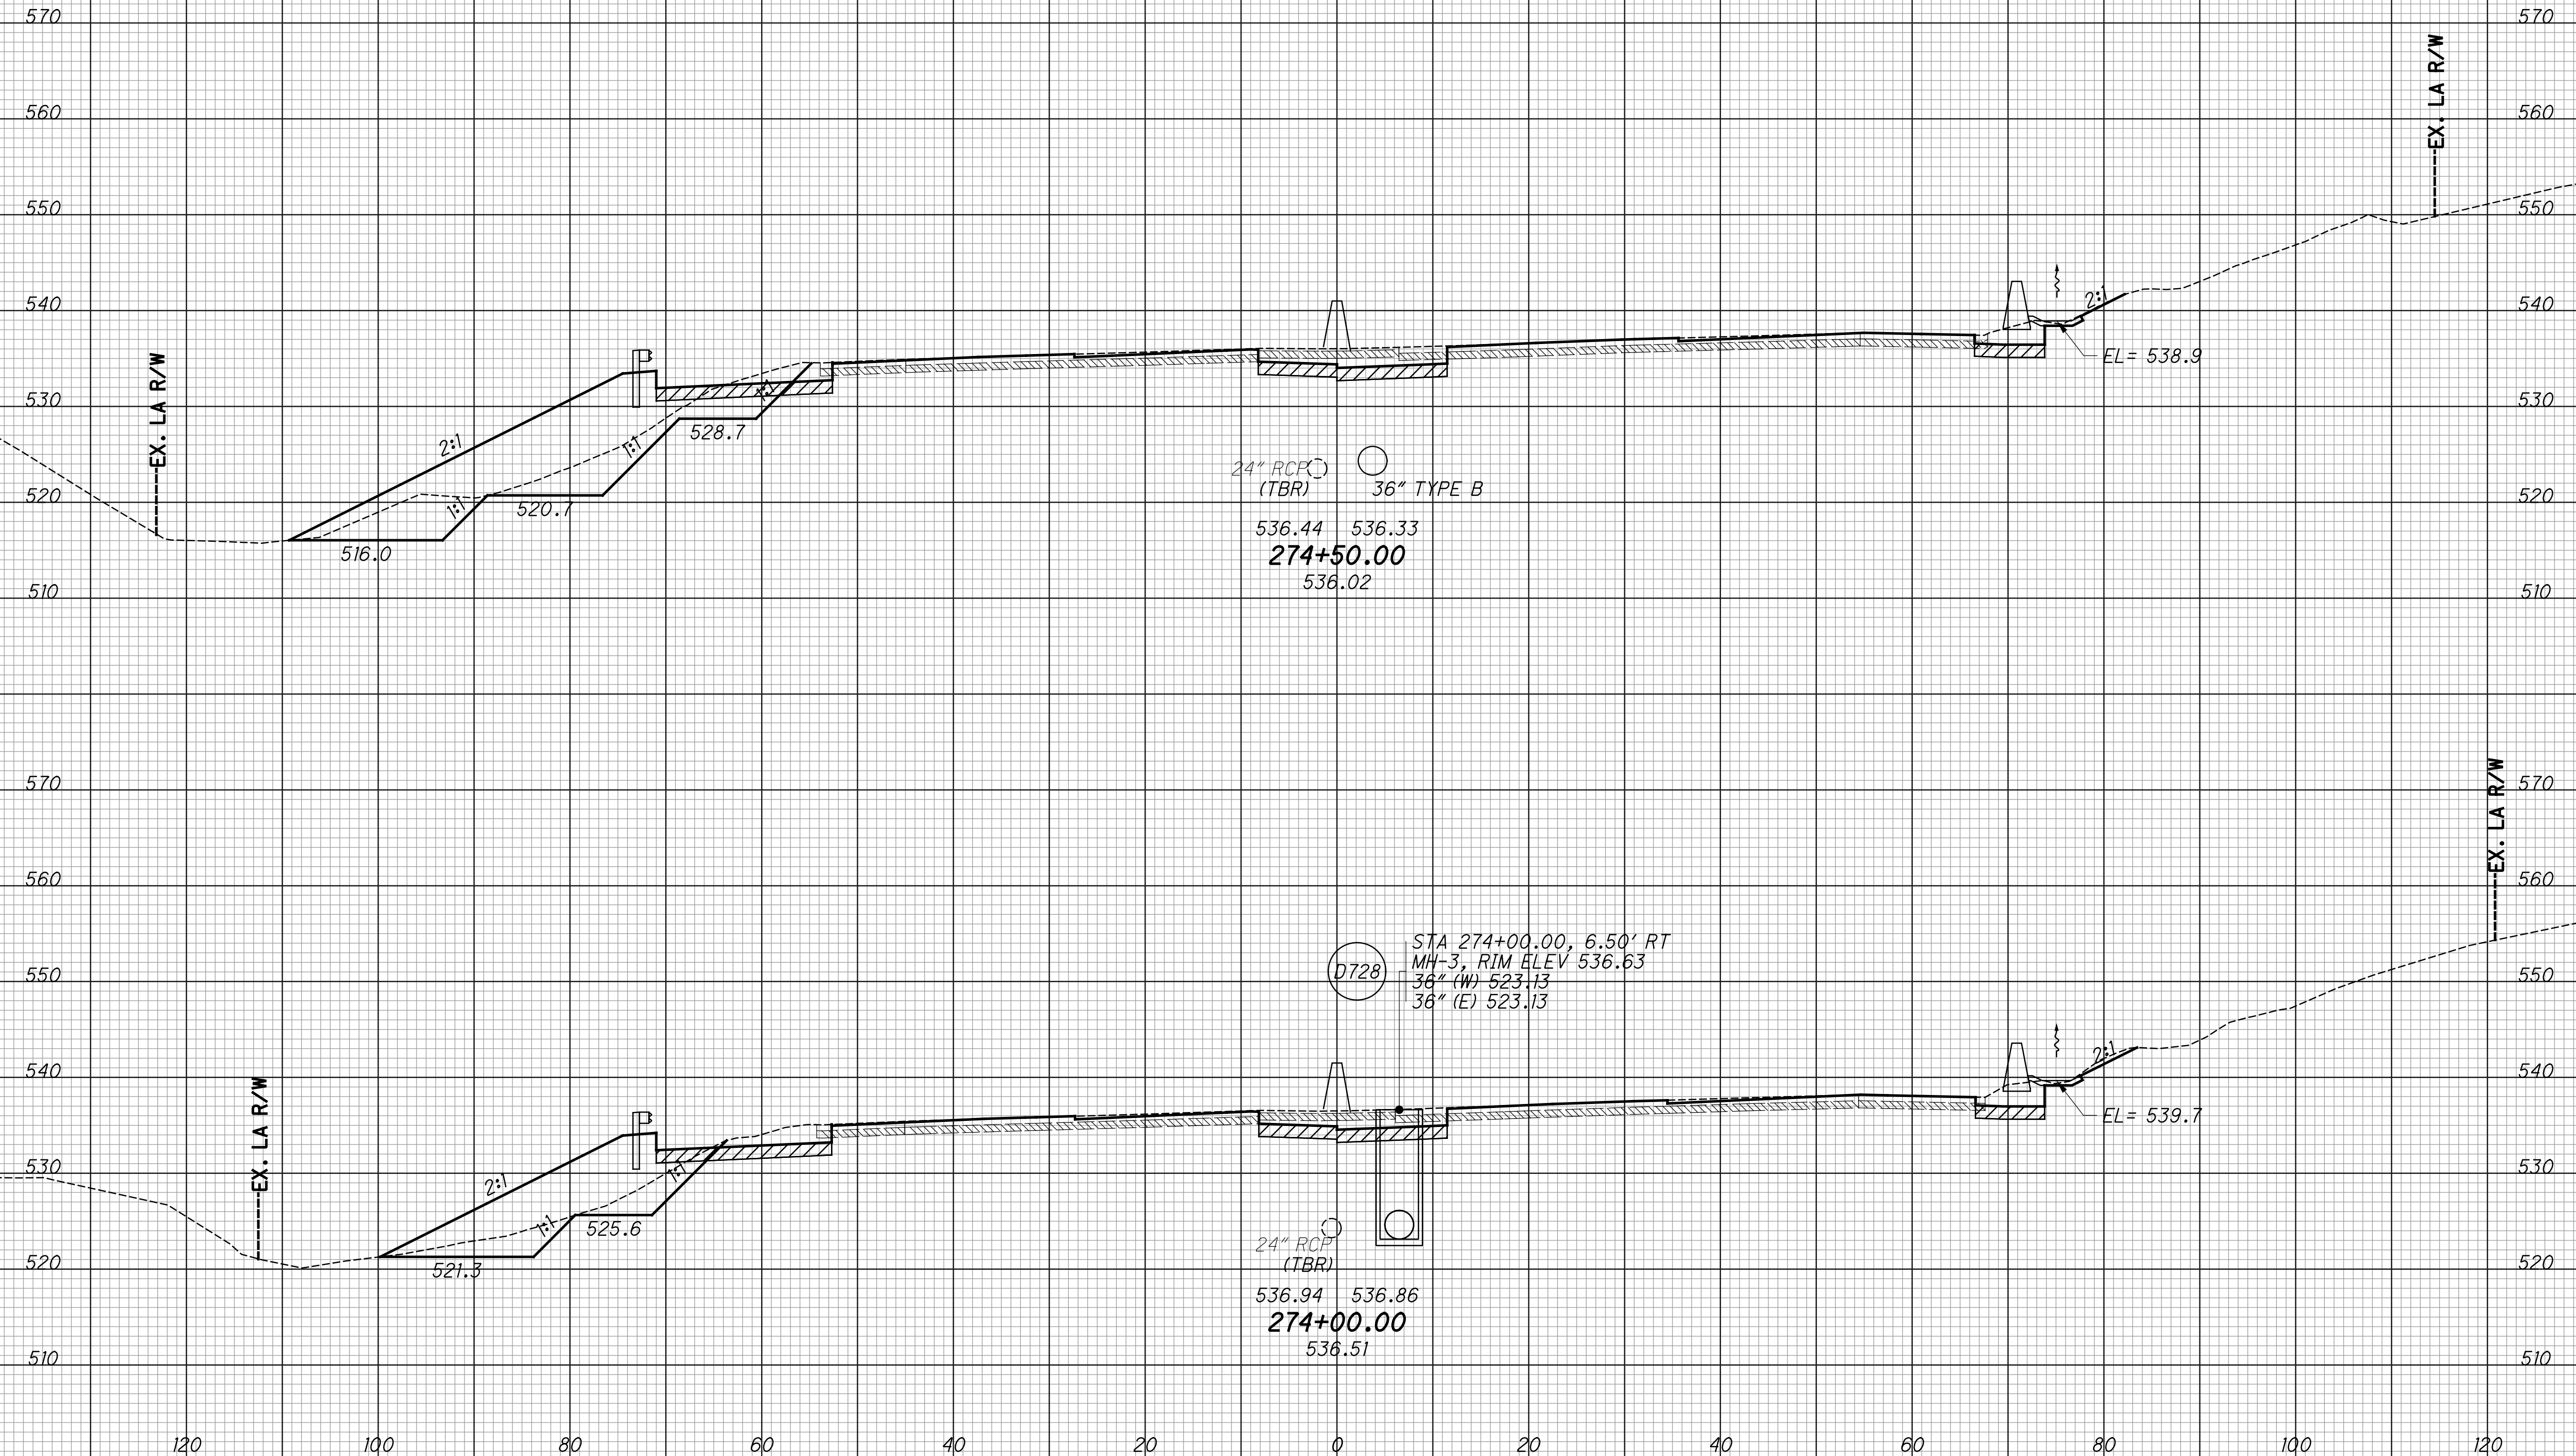 570 570
EX. LA R/W
560 560
550 550
540 2:1 540
EX. LA R/W
EL= 538.9
530 1:1 530
2:1 1:1 528.7
24" RCP
(TBR) 36" TYPE B
520 1:1 520.7 520
536.44 536.33
516.0 274+50.00
536.02
510 510
EX. LA R/W
570 570
560 560
STA 274+00.00, 6.50' RT
D728 MH-3, RIM ELEV 536.63
36" (W) 523.13
36" (E) 523.13
550 550
540 2:1 540
EX. LA R/W
EL= 539.7
530 2:1 1:1 530
1:1 525.6
24" RCP
(TBR)
520 521.3 520
536.94 536.86
274+00.00
536.51
510 510
120 100 80 60 40 20 0 20 40 60 80 100 120